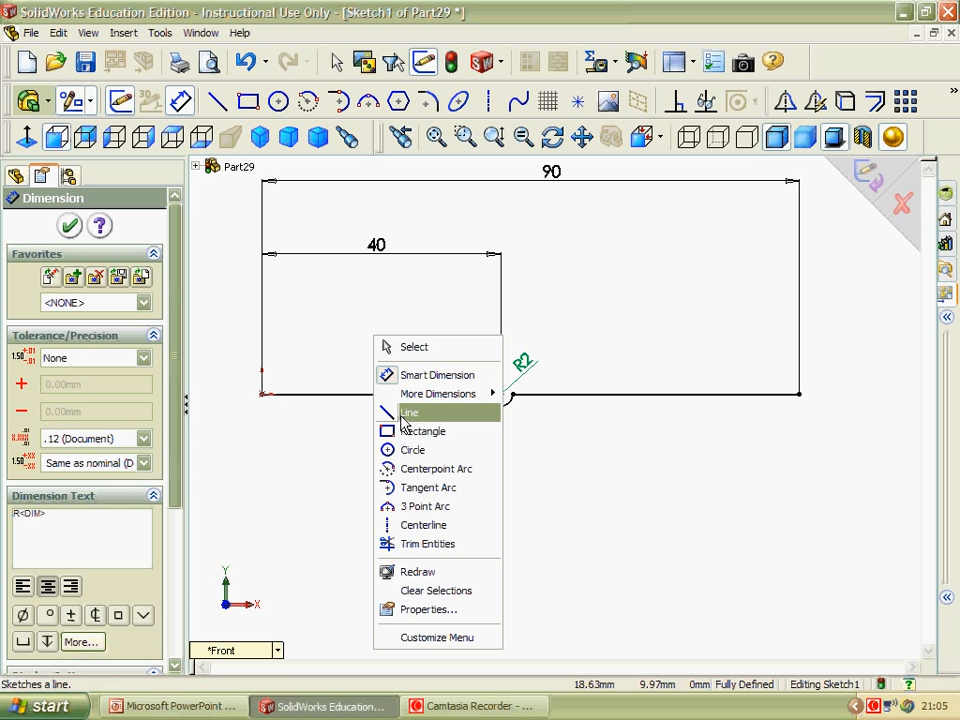 SolidWorks Education Edition - Instructional Use Only - [Sketch1 of Part29 *]
File Edit View Insert Tools Window Help
Part29
Dimension
Favorites
<NONE>
Tolerance/Precision
None
0.00mm
0.00mm
.12 (Document)
Same as nominal (D
Dimension Text
R<DIM>
More...
90
40
R2
Select
Smart Dimension
More Dimensions
Line
Rectangle
Circle
Centerpoint Arc
Tangent Arc
3 Point Arc
Centerline
Trim Entities
Redraw
Clear Selections
Properties...
Customize Menu
Y
X
*Front
Sketches a line.
18.63mm 9.97mm 0mm Fully Defined Editing Sketch1
start Microsoft PowerPoint ... SolidWorks Education... Camtasia Recorder - ... 21:05